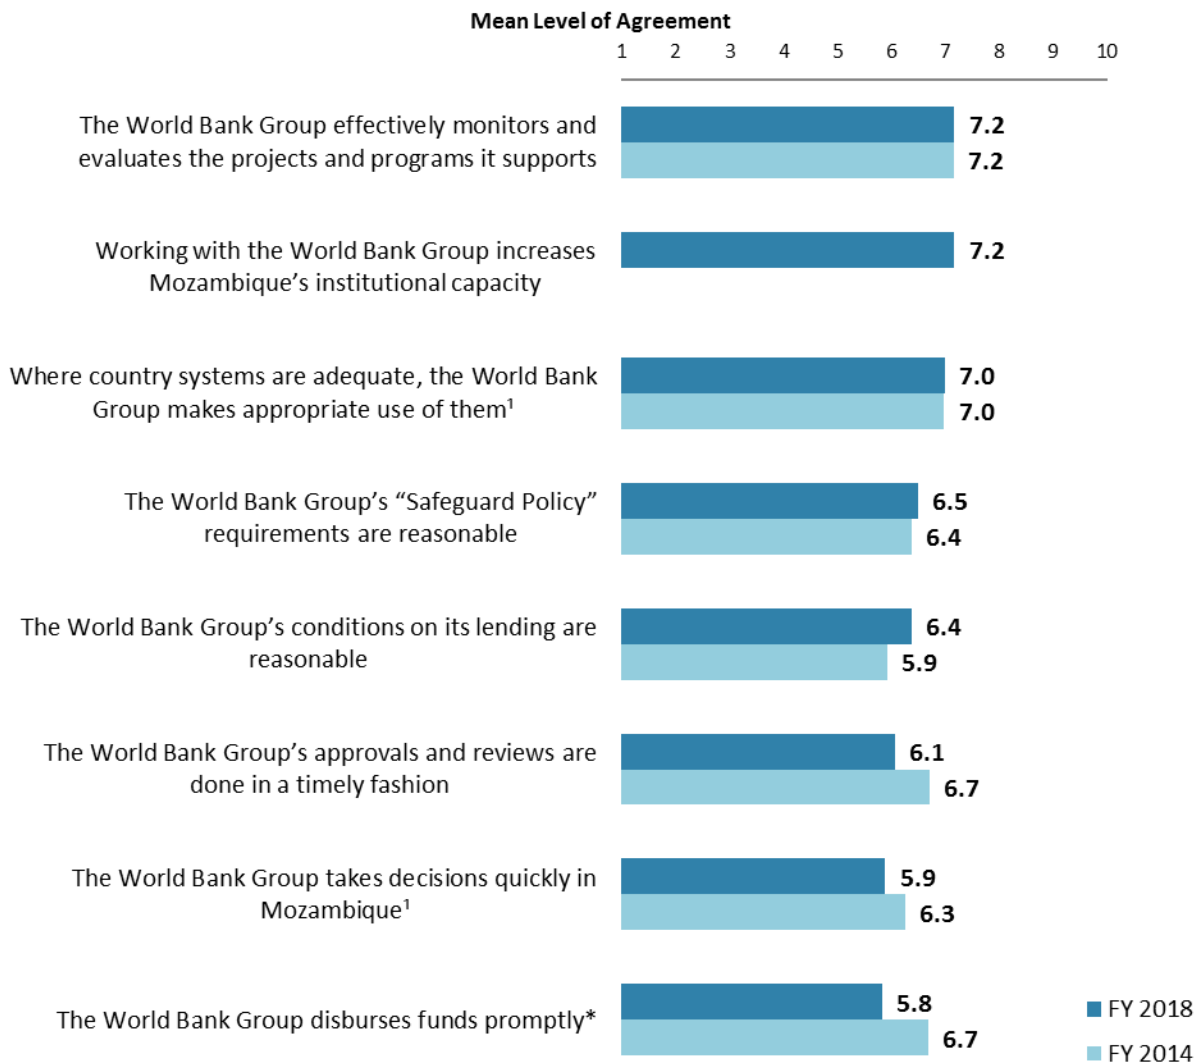 Mean Level of Agreement
1 2 3 4 5 6 7 8 9 10
The World Bank Group effectively monitors and
evaluates the projects and programs it supports
7.2
7.2
Working with the World Bank Group increases
Mozambique’s institutional capacity
7.2
Where country systems are adequate, the World Bank
Group makes appropriate use of them¹
7.0
7.0
The World Bank Group’s “Safeguard Policy”
requirements are reasonable
6.5
6.4
The World Bank Group’s conditions on its lending are
reasonable
6.4
5.9
The World Bank Group’s approvals and reviews are
done in a timely fashion
6.1
6.7
The World Bank Group takes decisions quickly in
Mozambique¹
5.9
6.3
The World Bank Group disburses funds promptly*
5.8
6.7
FY 2018
FY 2014